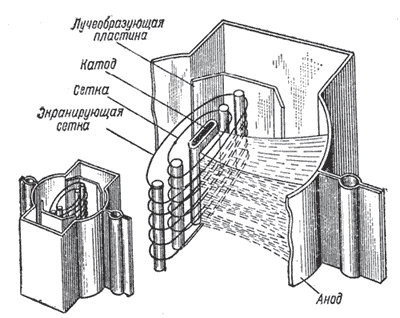 Лучеобразующая
пластина
Катод
Сетка
Экранирующая
сетка
Анод